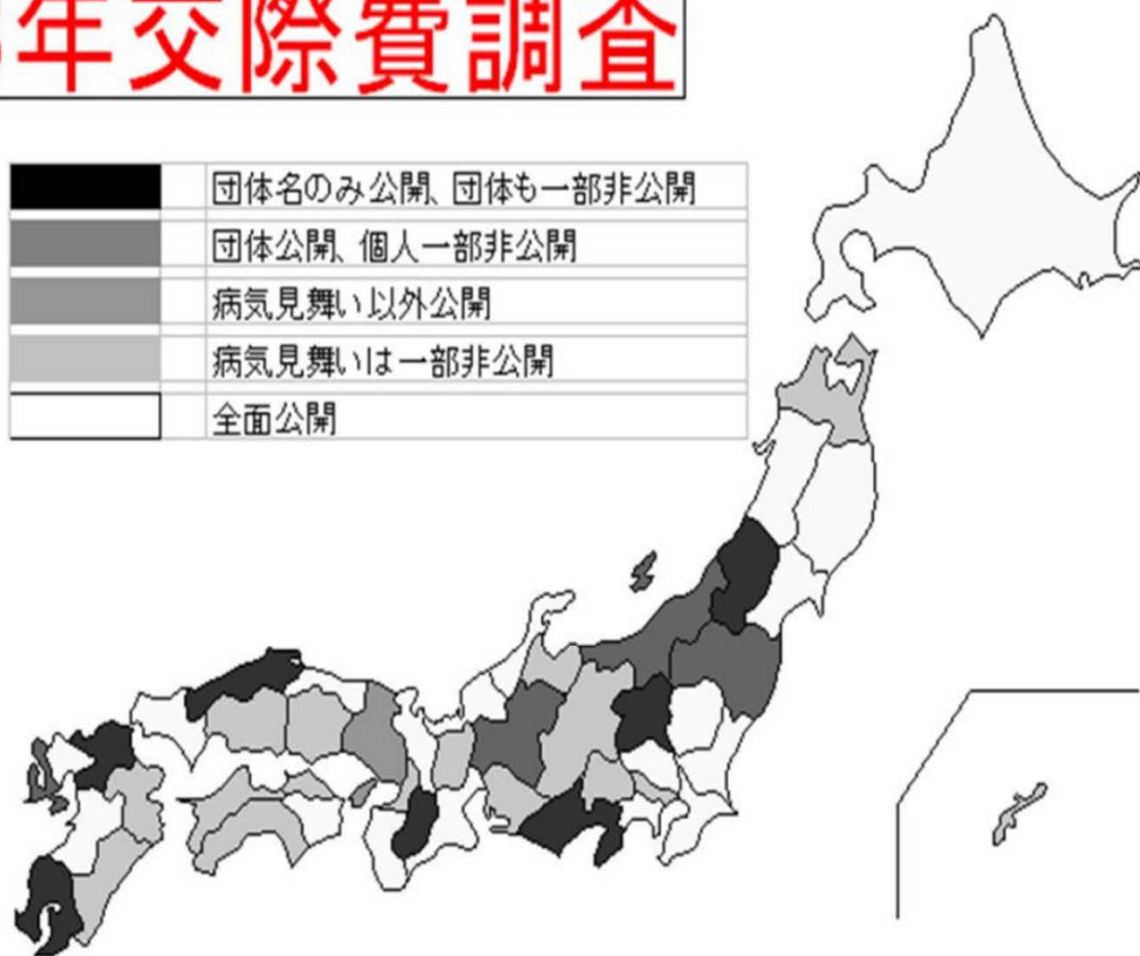 年交際費調査
団体名のみ公開、団体も一部非公開
団体公開、個人一部非公開
病気見舞い以外公開
病気見舞いは一部非公開
全面公開